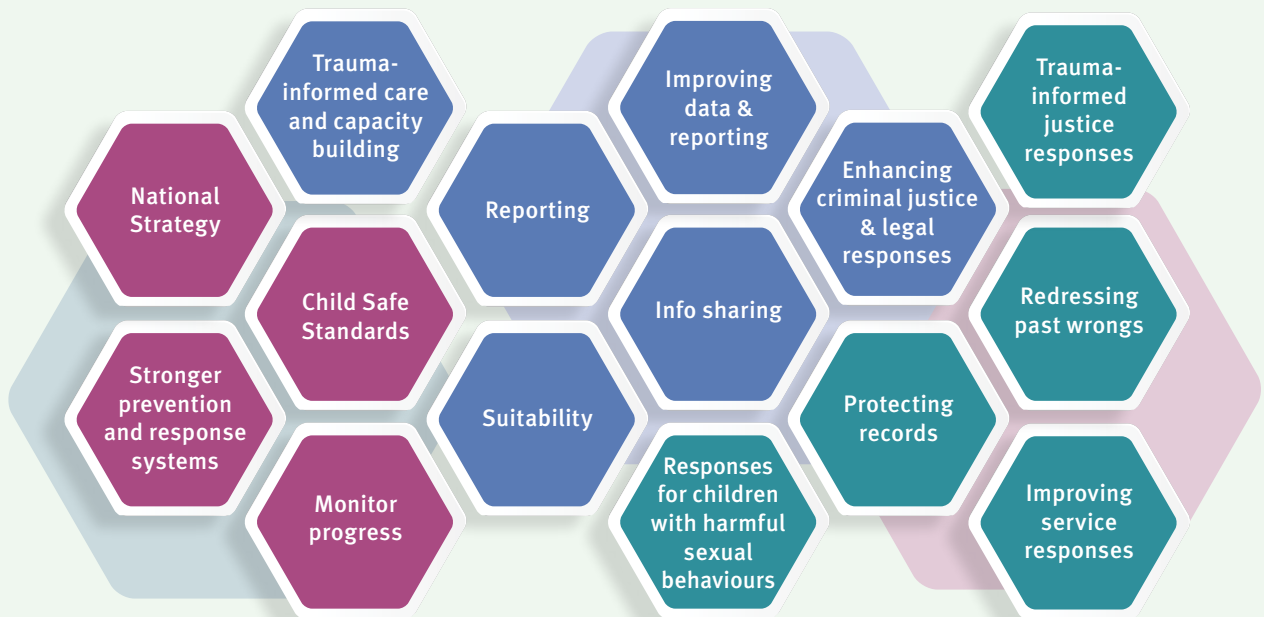 Trauma-
informed care
and capacity
building
Improving
data &
reporting
Trauma-
informed
justice
responses
National
Strategy
Reporting
Enhancing
criminal justice
& legal
responses
Child Safe
Standards
Info sharing
Redressing
past wrongs
Stronger
prevention
and response
systems
Suitability
Protecting
records
Monitor
progress
Responses
for children
with harmful
sexual
behaviours
Improving
service
responses